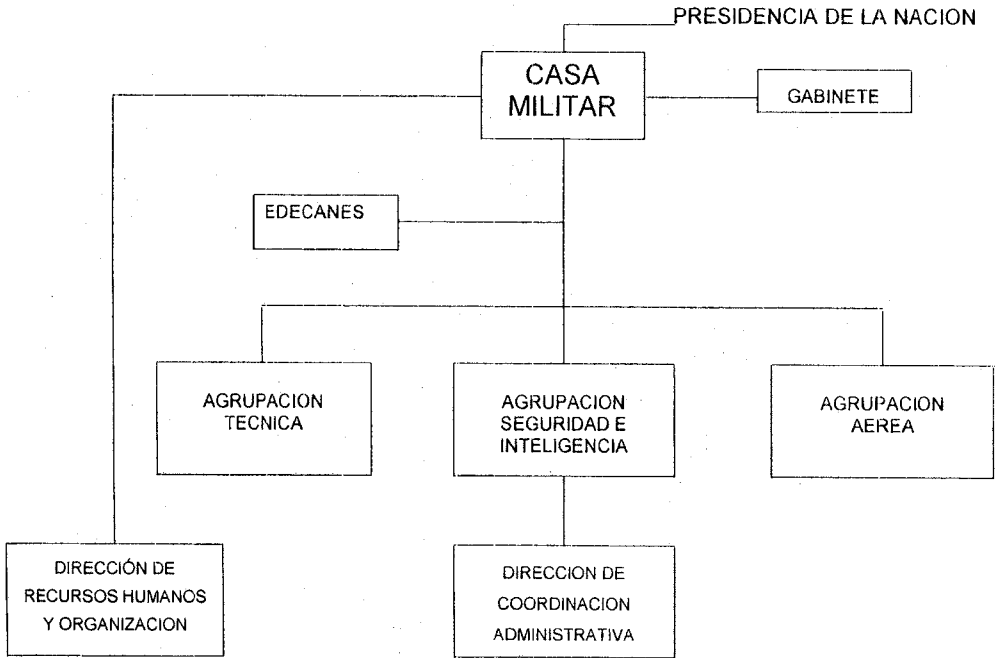 PRESIDENCIA DE LA NACION
CASA
MILITAR
GABINETE
EDECANES
AGRUPACION
TECNICA
AGRUPACION
SEGURIDAD E
INTELIGENCIA
AGRUPACION
AEREA
DIRECCIÓN DE
RECURSOS HUMANOS
Y ORGANIZACION
DIRECCION DE
COORDINACION
ADMINISTRATIVA